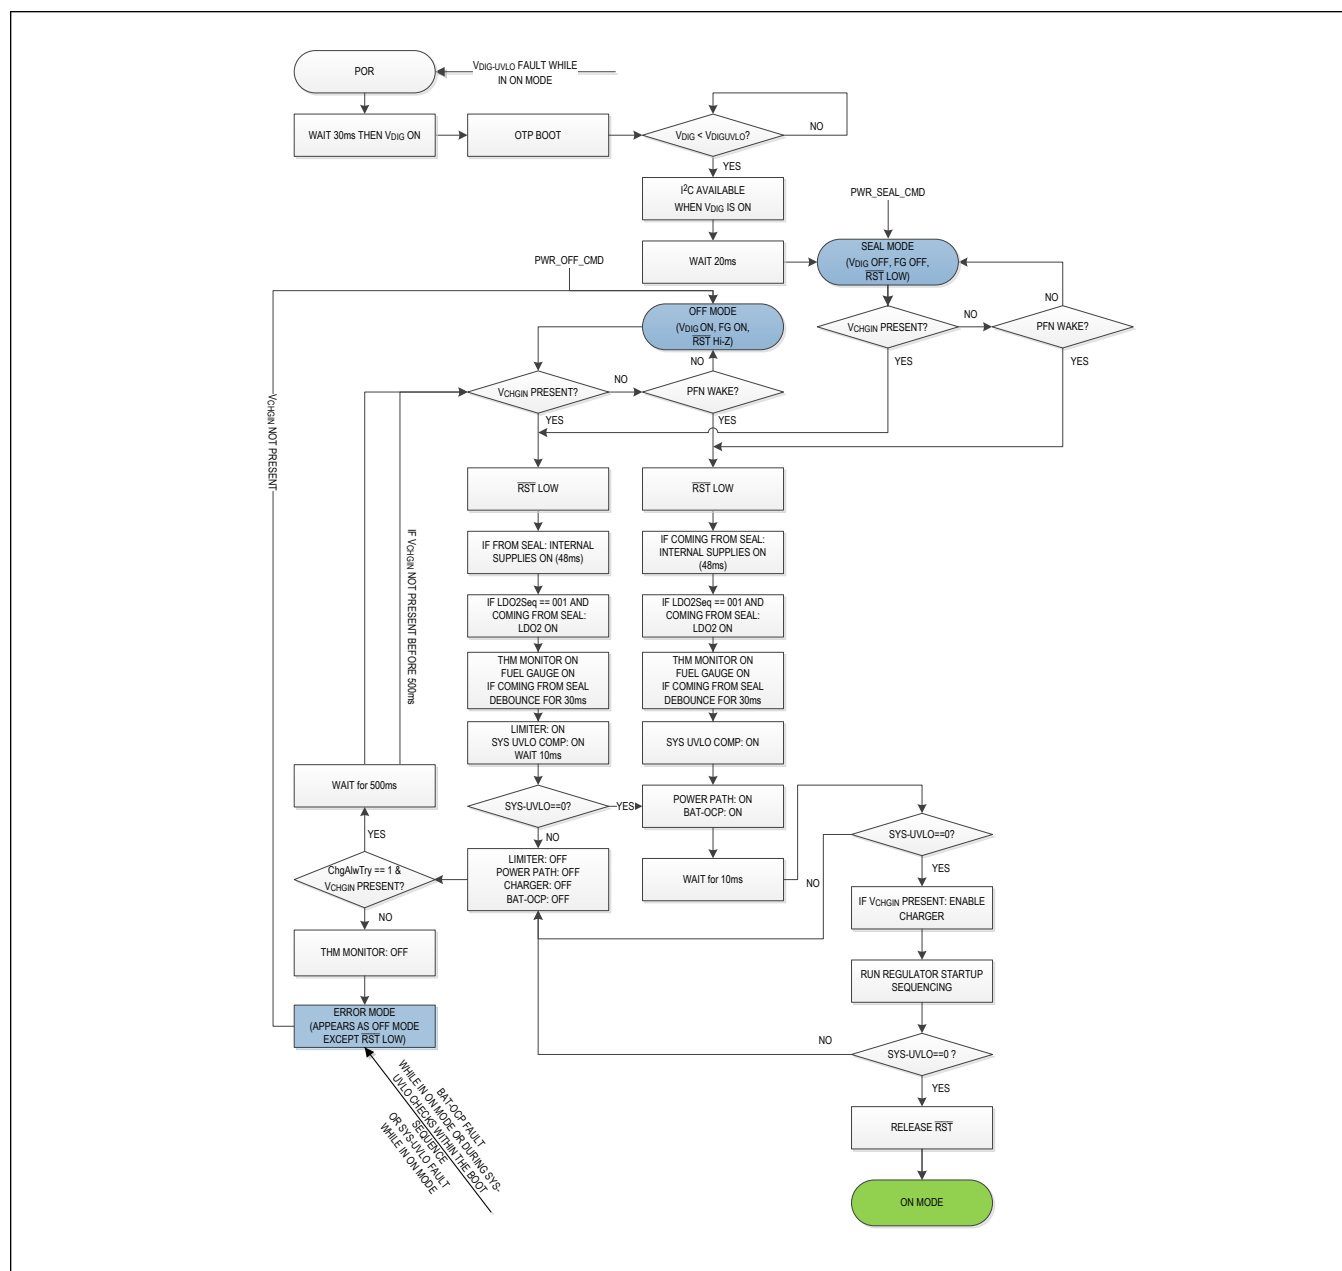 POR
VDIG-UVLO FAULT WHILE
IN ON MODE
WAIT 30ms THEN VDIG ON
OTP BOOT
VDIG < VDIGUVLO?
NO
YES
I2C AVAILABLE
WHEN VDIG IS ON
PWR_SEAL_CMD
WAIT 20ms
SEAL MODE
(VDIG OFF, FG OFF,
RST LOW)
PWR_OFF_CMD
NO
OFF MODE
(VDIG ON, FG ON,
RST Hi-Z)
VCHGIN PRESENT?
NO
PFN WAKE?
YES
YES
NO
VCHGIN PRESENT?
NO
PFN WAKE?
YES
YES
VCHGIN NOT PRESENT
RST LOW
RST LOW
IF VCHGIN NOT PRESENT BEFORE 500ms
IF FROM SEAL: INTERNAL
SUPPLIES ON (48ms)
IF COMING FROM SEAL:
INTERNAL SUPPLIES ON
(48ms)
IF LDO2Seq == 001 AND
COMING FROM SEAL:
LDO2 ON
IF LDO2Seq == 001 AND
COMING FROM SEAL:
LDO2 ON
THM MONITOR ON
FUEL GAUGE ON
IF COMING FROM SEAL
DEBOUNCE FOR 30ms
THM MONITOR ON
FUEL GAUGE ON
IF COMING FROM SEAL
DEBOUNCE FOR 30ms
LIMITER: ON
SYS UVLO COMP: ON
WAIT 10ms
SYS UVLO COMP: ON
WAIT for 500ms
SYS-UVLO==0?
YES
POWER PATH: ON
BAT-OCP: ON
SYS-UVLO==0?
YES
NO
ChgAlwTry == 1 &
VCHGIN PRESENT?
LIMITER: OFF
POWER PATH: OFF
CHARGER: OFF
BAT-OCP: OFF
WAIT for 10ms
NO
YES
IF VCHGIN PRESENT: ENABLE
CHARGER
NO
THM MONITOR: OFF
RUN REGULATOR STARTUP
SEQUENCING
ERROR MODE
(APPEARS AS OFF MODE
EXCEPT RST LOW)
NO
SYS-UVLO==0 ?
YES
BAT-OCP FAULT
WHILE IN ON MODE OR DURING SYS-
UVLO CHECKS WITHIN THE BOOT
SEQUENCE
OR SYS-UVLO FAULT
WHILE IN ON MODE
RELEASE RST
ON MODE